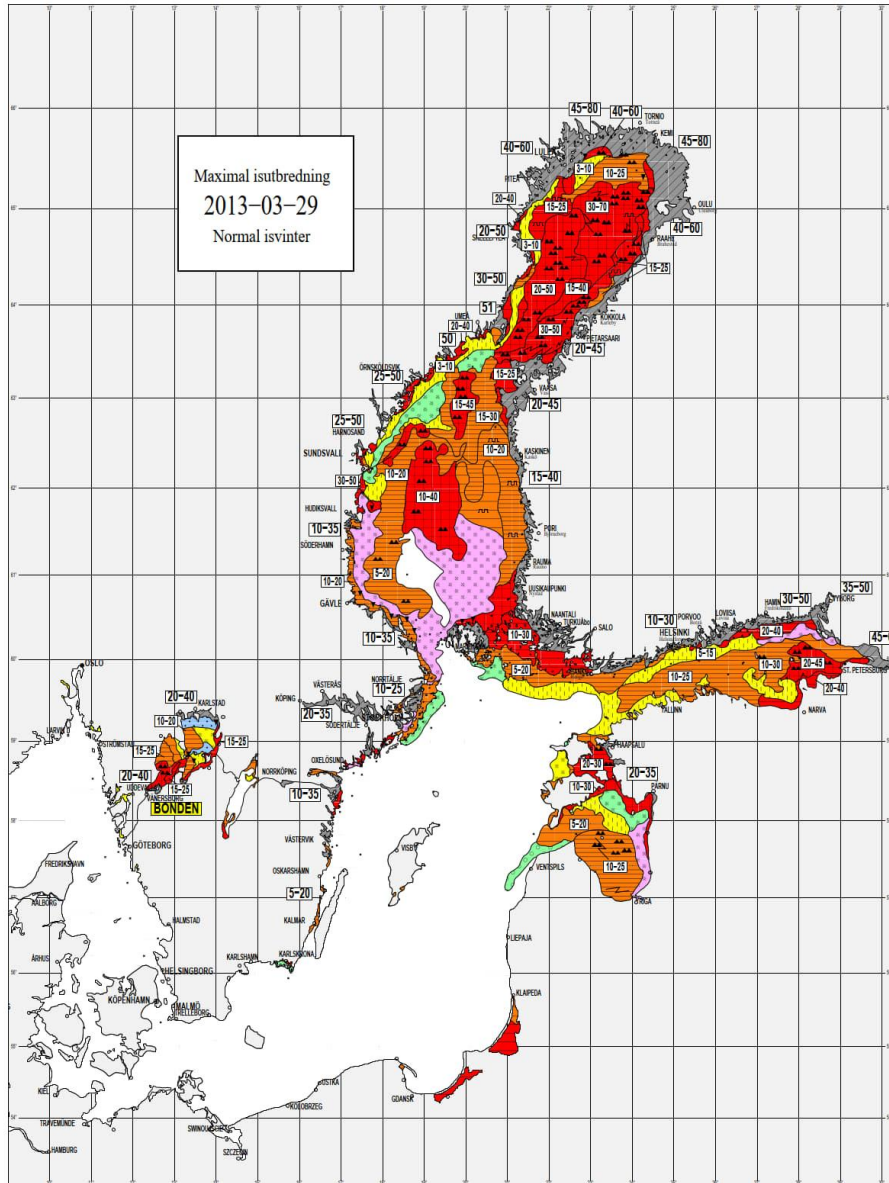 Maximal isutbredning
2013-03-29
Normal isvinter
45-80
40-60
TORNIO
KEMI
40-60
45-80
3-10
10-25
PITEÅ
20-40
15-25
30-70
OULU
20-50
40-60
3-10
RAAHE
15-25
30-50
20-50
15-40
51
UMEÅ
20-40
30-50
KOKKOLA
PIETARSAARI
50
20-45
3-10
15-25
ÖRNSKÖLDSVIK
25-50
VAASA
15-45
20-45
15-30
25-50
HÄRNÖSAND
10-20
KASKINEN
SUNDSVALL
10-20
30-50
15-40
10-40
HUDIKSVALL
10-35
PORI
SÖDERHAMN
RAUMA
5-20
10-20
UUSIKAUPUNKI
35-50
GÄVLE
30-50
VYBORG
NAANTALI
LOVIISA
TURKU
PORVOO
10-30
SALO
20-40
10-35
10-30
HELSINKI
5-15
45-6
OSLO
5-20
10-30
20-45
ST. PETERSBURG
NORRTÄLJE
VÄSTERÅS
10-25
10-25
20-40
20-40
KÖPING
KARLSTAD
20-35
NARVA
10-20
TALLINN
SÖDERTÄLJE
LARVIK
STRÖMSTAD
15-25
15-25
HAAPSALU
OXELÖSUND
20-30
20-40
NORRKÖPING
20-35
UDDEVALLA
15-25
10-30
PARNU
10-35
VANERSBORG
BONDEN
5-20
VÄSTERVIK
GÖTEBORG
VISBY
FREDRIKSHAVN
10-25
VENTSPILS
OSKARSHAMN
5-20
AALBORG
RIGA
HALMSTAD
KALMAR
LIEPAJA
KARLSKRONA
ÅRHUS
KARLSHAMN
HELSINGBORG
KLAIPEDA
KÖPENHAMN
MALMÖ
TRELLEBORG
KIEL
USTKA
GDANSK
KOLOBRZEG
TRAVEMÜNDE
HAMBURG
SZCZECIN